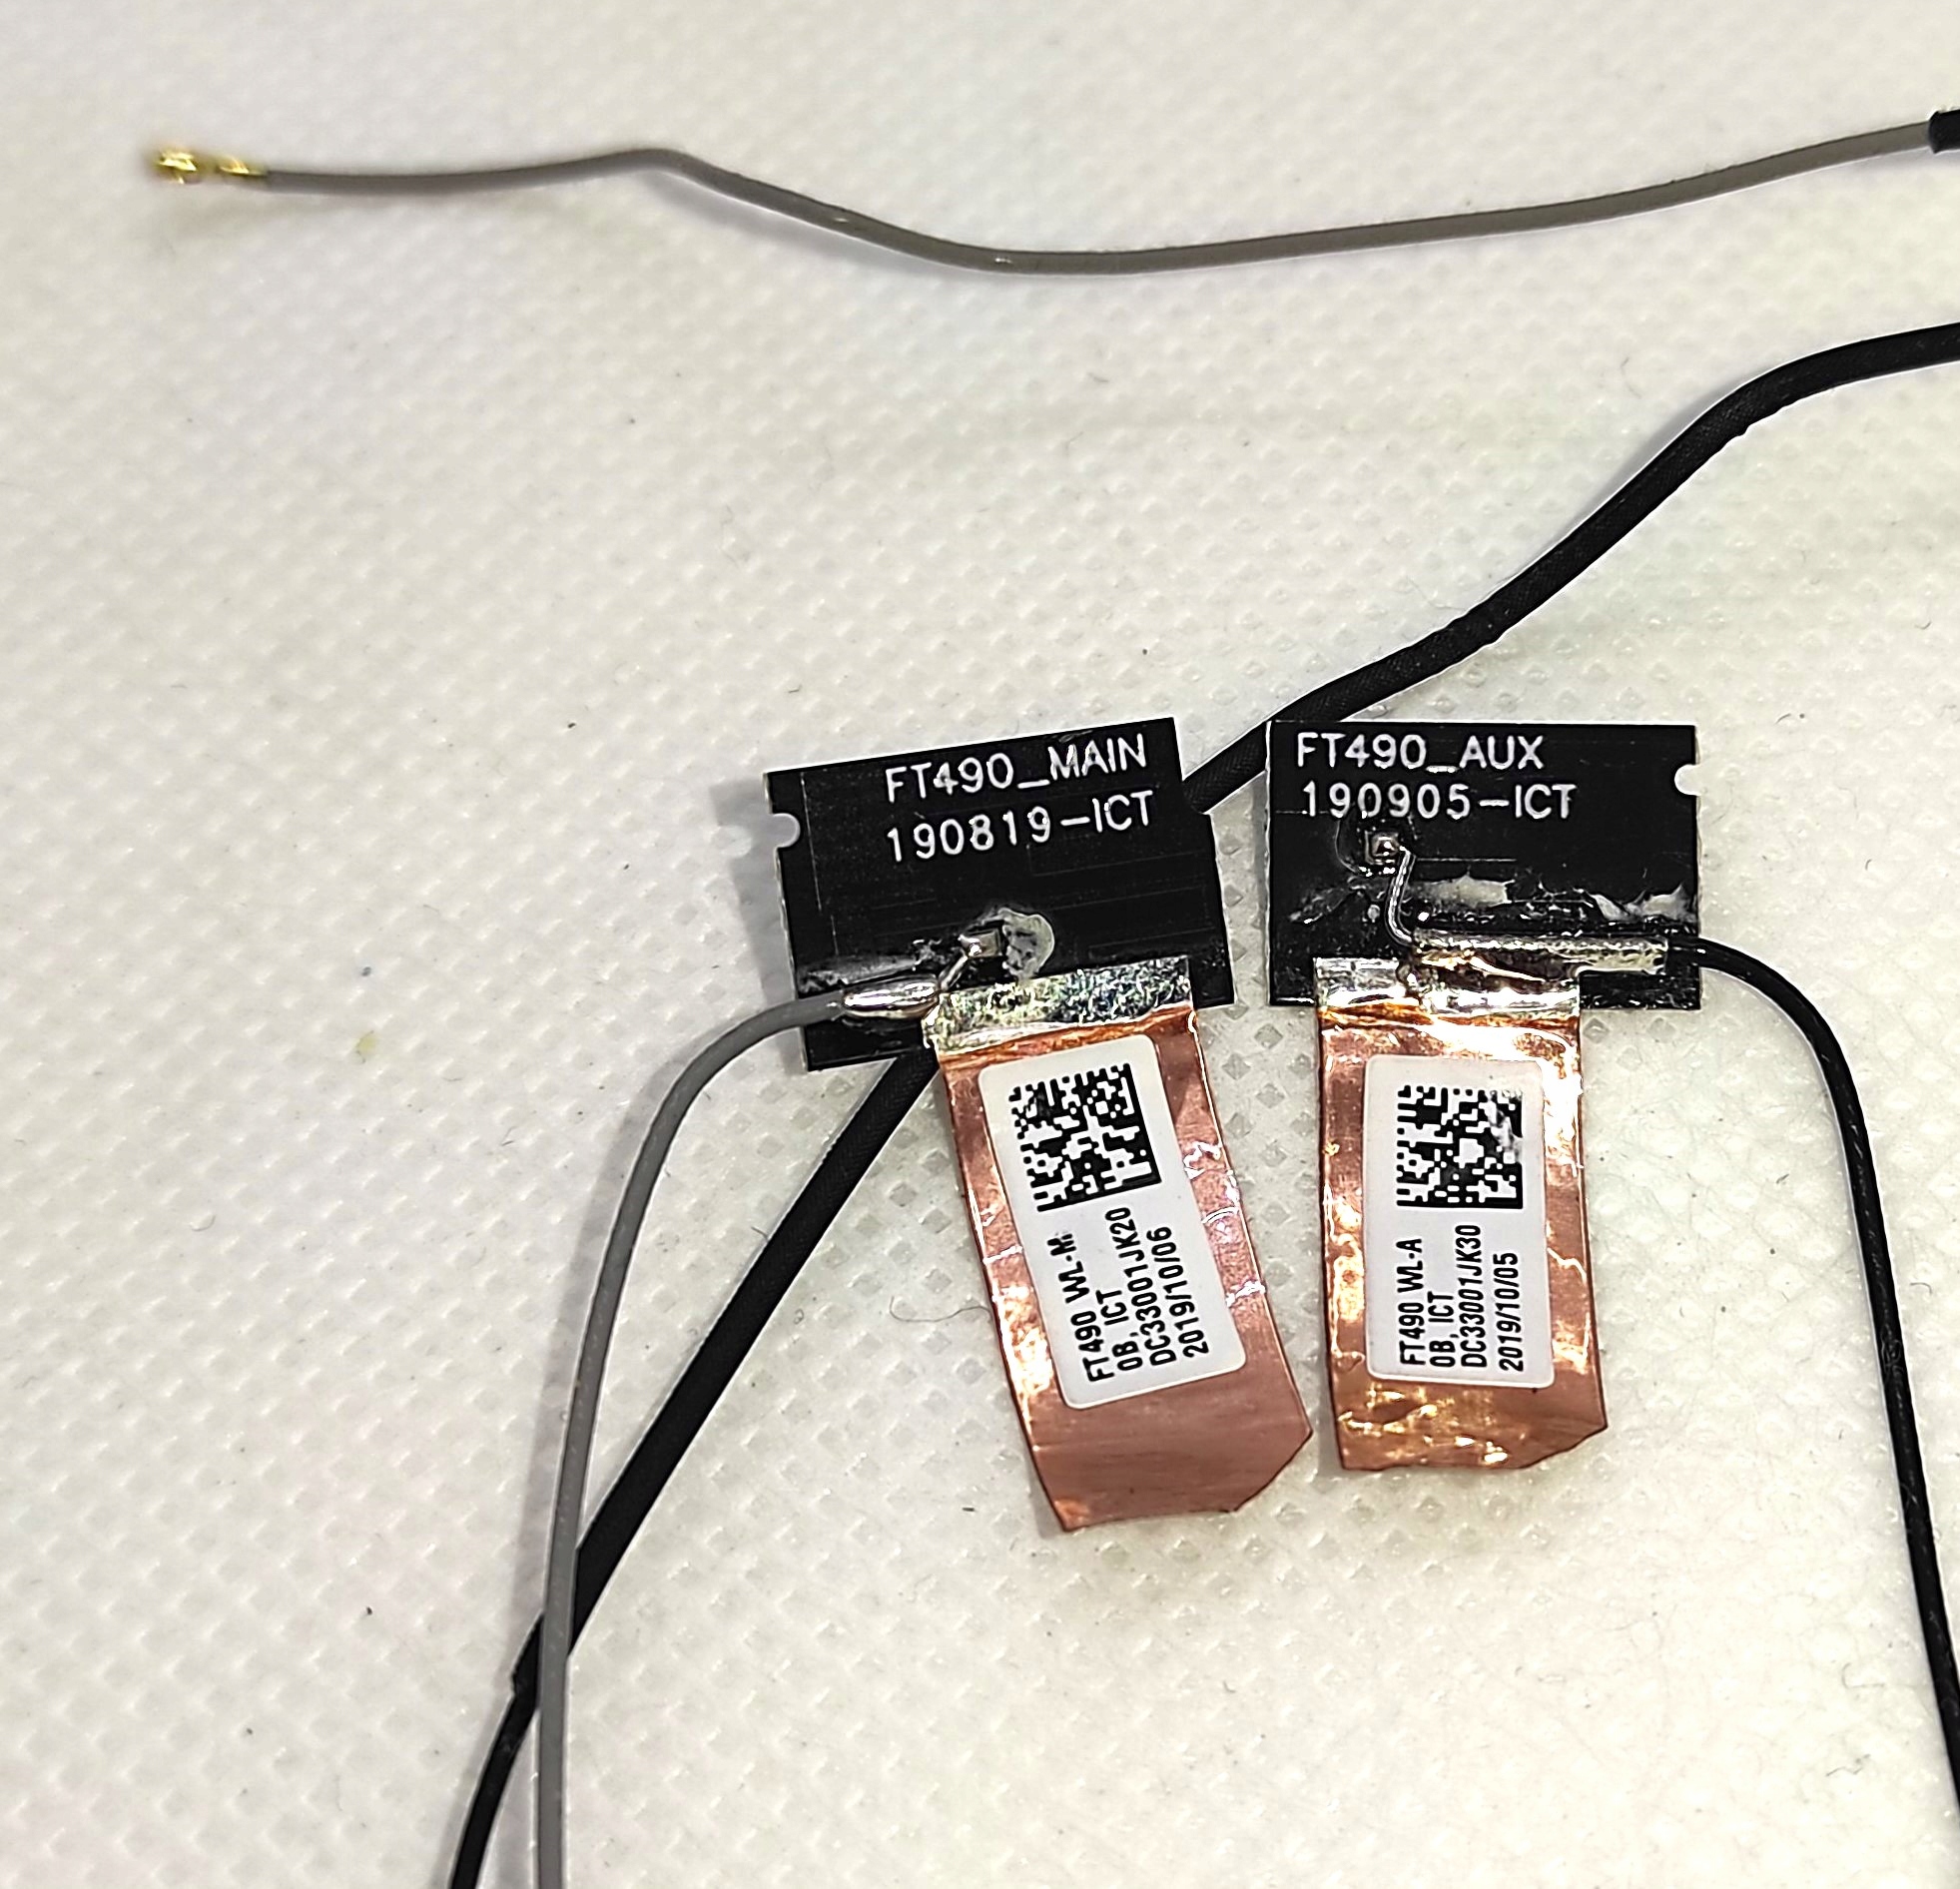 FT490_MAIN
190819-ICT
FT490_AUX
190905-ICT
FT490 WL-M
0B, ICT
DC33001JK20
2019/10/06
FT490 WL-A
0B, ICT
DC33001JK30
2019/10/05